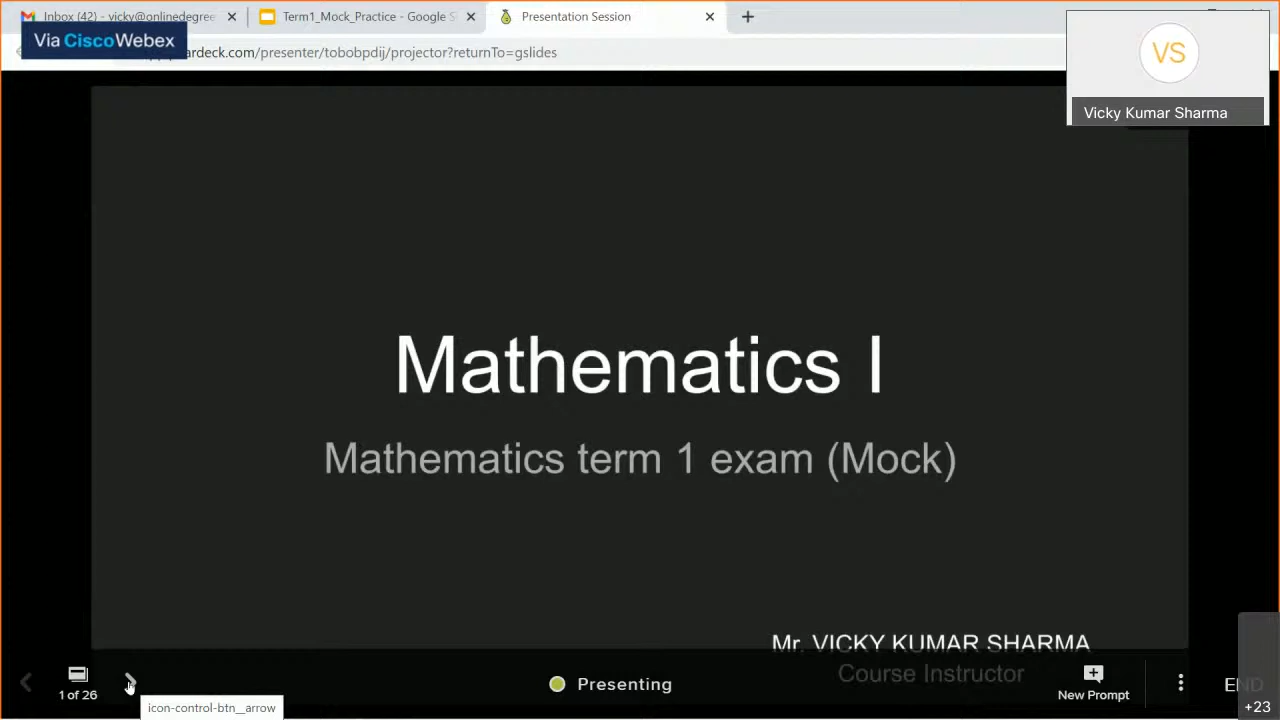 Inbox (42) - vicky@onlinedegree
Term1_Mock_Practice - Google S
Presentation Session
Via CiscoWebex
ardeck.com/presenter/tobobpdij/projector?returnTo=gslides
VS
Vicky Kumar Sharma
Mathematics I
Mathematics term 1 exam (Mock)
Mr. VICKY KUMAR SHARMA
Course Instructor
1 of 26
Presenting
New Prompt
END
+23
icon-control-btn__arrow